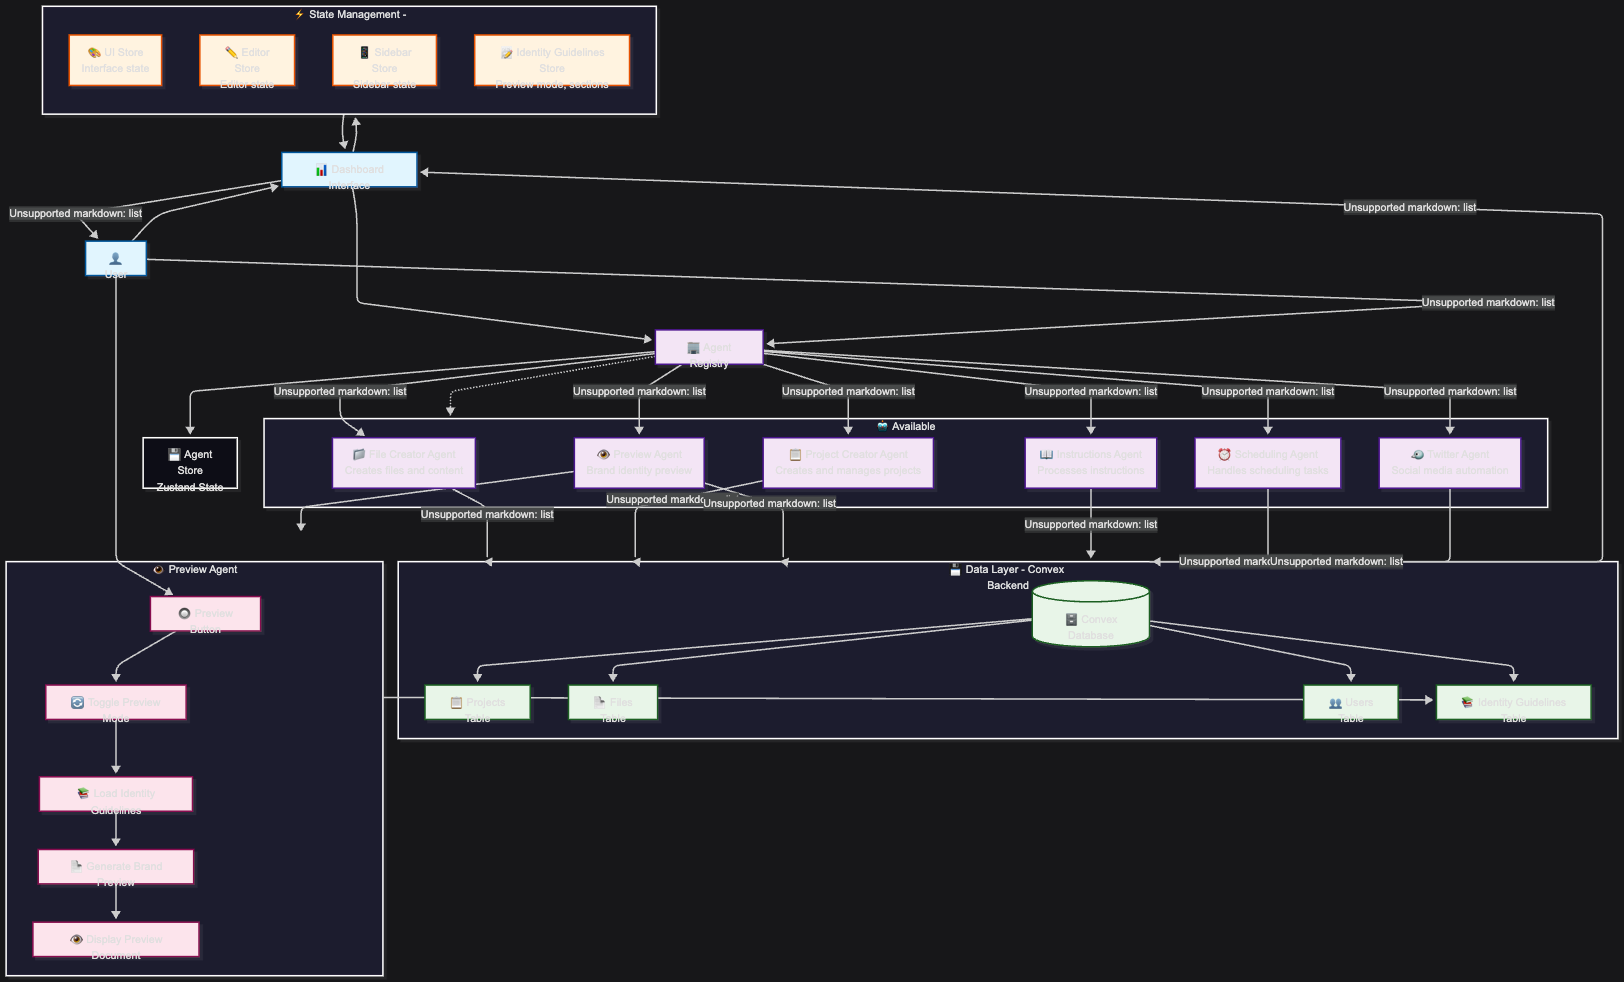 ⚡ State Management -
🎨 UI Store
Interface state
✏️ Editor
Store
Editor state
📱 Sidebar
Store
Sidebar state
📝 Identity Guidelines
Store
Preview mode, sections
📊 Dashboard
Interface
Unsupported markdown: list
Unsupported markdown: list
👤
User
Unsupported markdown: list
🏢 Agent
Registry
Unsupported markdown: list
Unsupported markdown: list
Unsupported markdown: list
Unsupported markdown: list
Unsupported markdown: list
Unsupported markdown: list
Available
💾 Agent
Store
Zustand State
📁 File Creator Agent
Creates files and content
👁️ Preview Agent
Brand identity preview
📋 Project Creator Agent
Creates and manages projects
📖 Instructions Agent
Processes instructions
⏰ Scheduling Agent
Handles scheduling tasks
🐦 Twitter Agent
Social media automation
Unsupported markdown: list
Unsupported markdo
Unsupported markdown: list
Unsupported markdown: list
Unsupported mark
Unsupported markdown: list
👁️ Preview Agent
💾 Data Layer - Convex
Backend
🔘 Preview
Button
🗄️ Convex
Database
🔄 Toggle Preview
Mode
📋 Projects
Table
📄 Files
Table
👥 Users
Table
📚 Identity Guidelines
Table
📚 Load Identity
Guidelines
📄 Generate Brand
Preview
👁️ Display Preview
Document